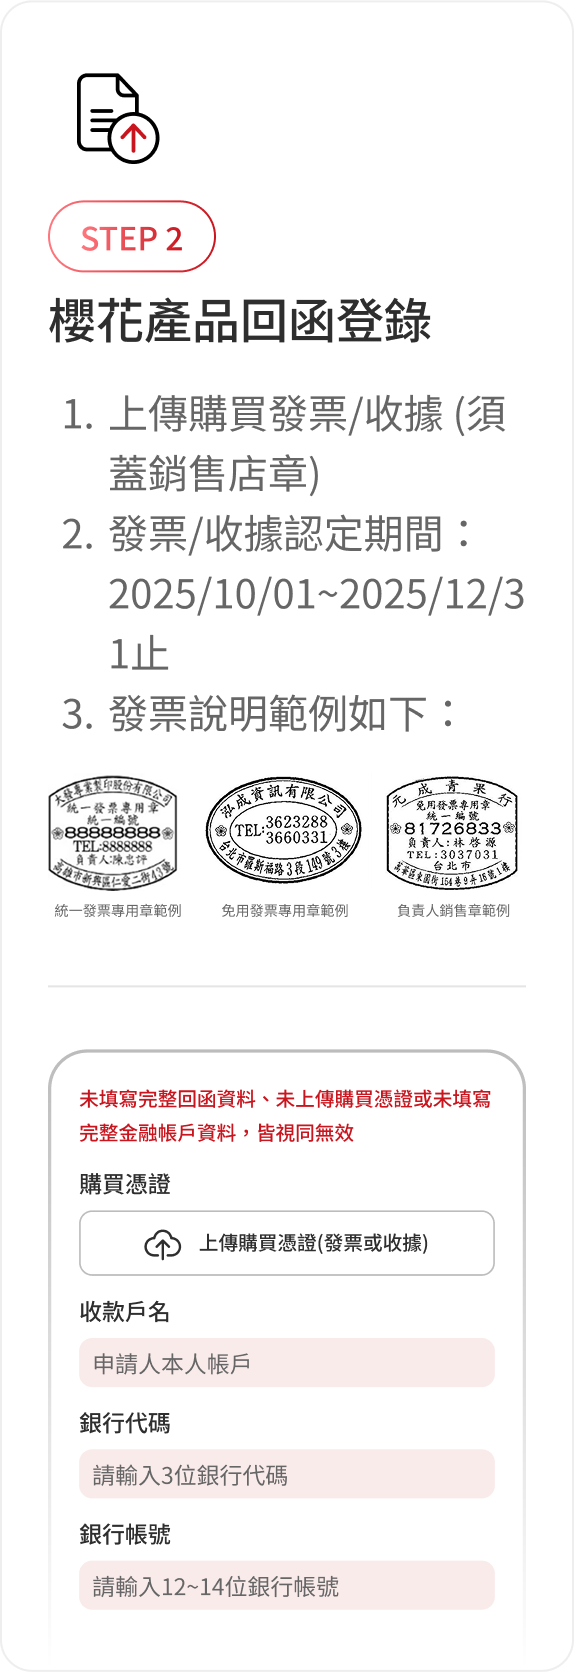 STEP 2
櫻花產品回函登錄
1. 上傳購買發票/收據 (須
蓋銷售店章)
2. 發票/收據認定期間：
2025/10/01~2025/12/3
1止
3. 發票說明範例如下：
大發專業製印股份有限公司
統一發票專用章
統一編號
88888888
TEL:8888888
負責人:陳忠評
高雄市新興區仁愛二街43號
泓成資訊有限公司
TEL:3623288
3660331
台北市羅斯福路3段149號3樓
元成青果行
免用發票專用章
統一編號
81726833
負責人:林啓源
TEL:3037031
台北市
萬華區東園街154巷9弄16號1樓
統一發票專用章範例
免用發票專用章範例
負責人銷售章範例
未填寫完整回函資料、未上傳購買憑證或未填寫
完整金融帳戶資料，皆視同無效
購買憑證
上傳購買憑證(發票或收據)
收款戶名
申請人本人帳戶
銀行代碼
請輸入3位銀行代碼
銀行帳號
請輸入12~14位銀行帳號